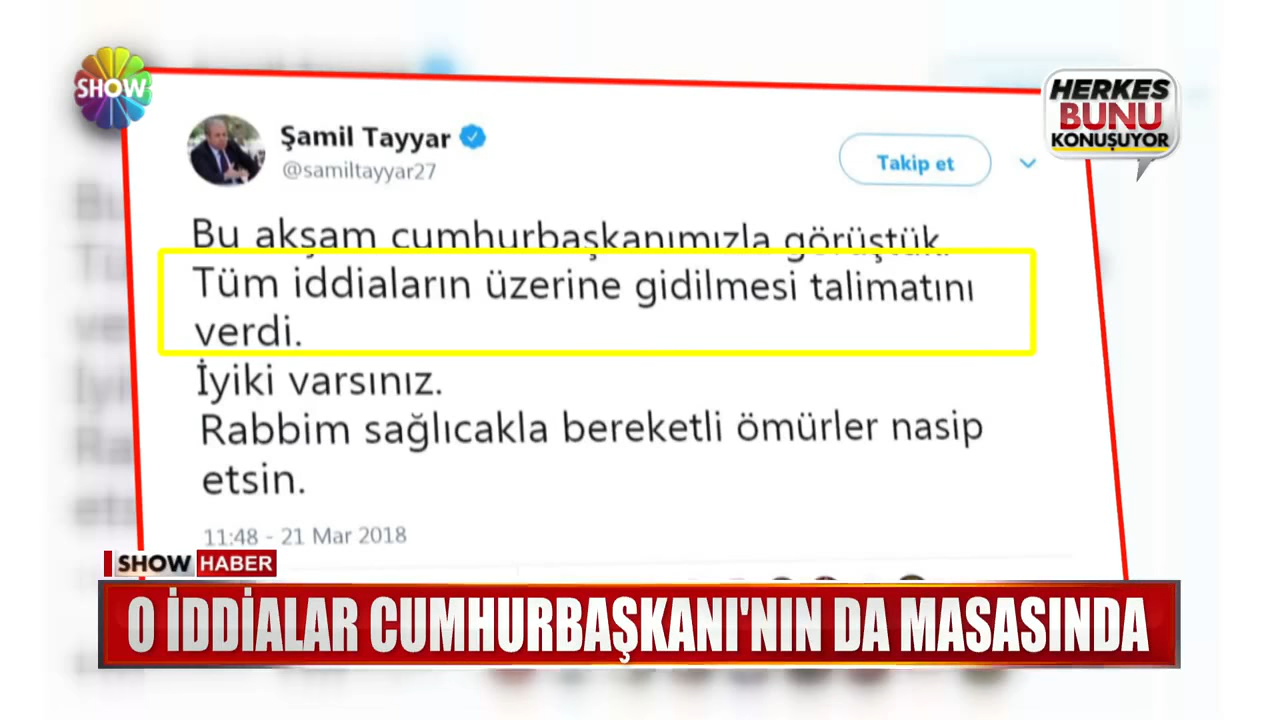 SHOW
HERKES
BUNU
KONUŞUYOR
Şamil Tayyar
@samiltayyar27
Takip et
Bu akşam cumhurbaşkanımızla görüştük.
Tüm iddiaların üzerine gidilmesi talimatını
verdi.
İyiki varsınız.
Rabbim sağlıcakla bereketli ömürler nasip
etsin.
11:48 - 21 Mar 2018
SHOW HABER
O İDDİALAR CUMHURBAŞKANI'NIN DA MASASINDA